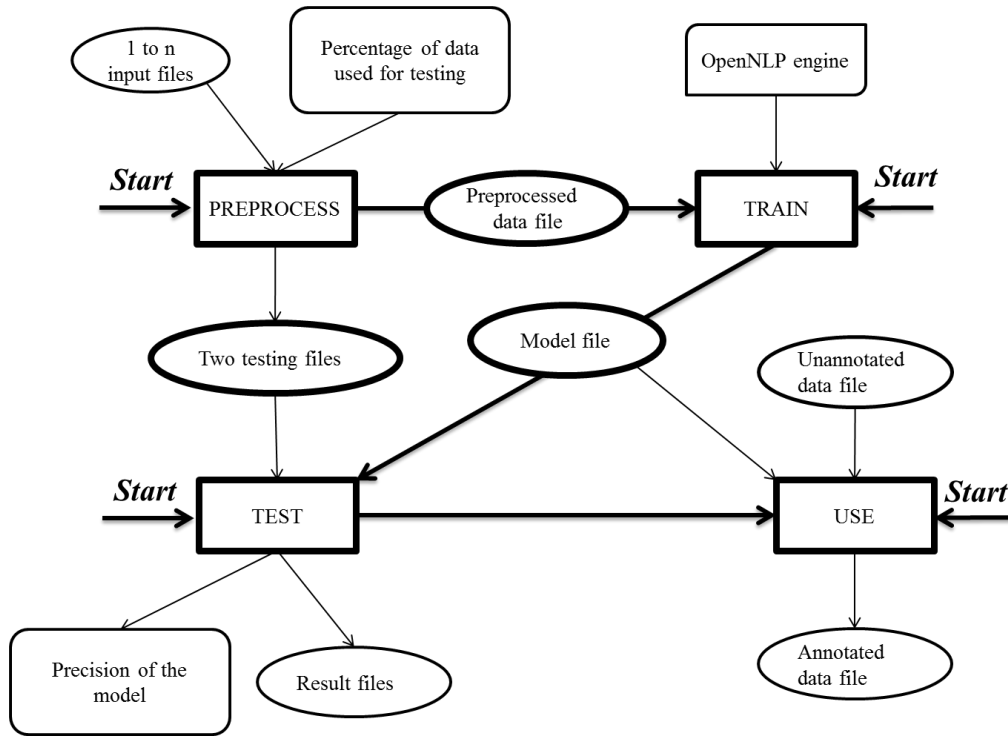 1 to n
input files
Percentage of data
used for testing
OpenNLP engine
Start
PREPROCESS
Preprocessed
data file
TRAIN
Start
Two testing files
Model file
Unannotated
data file
Start
TEST
USE
Start
Precision of the
model
Result files
Annotated
data file